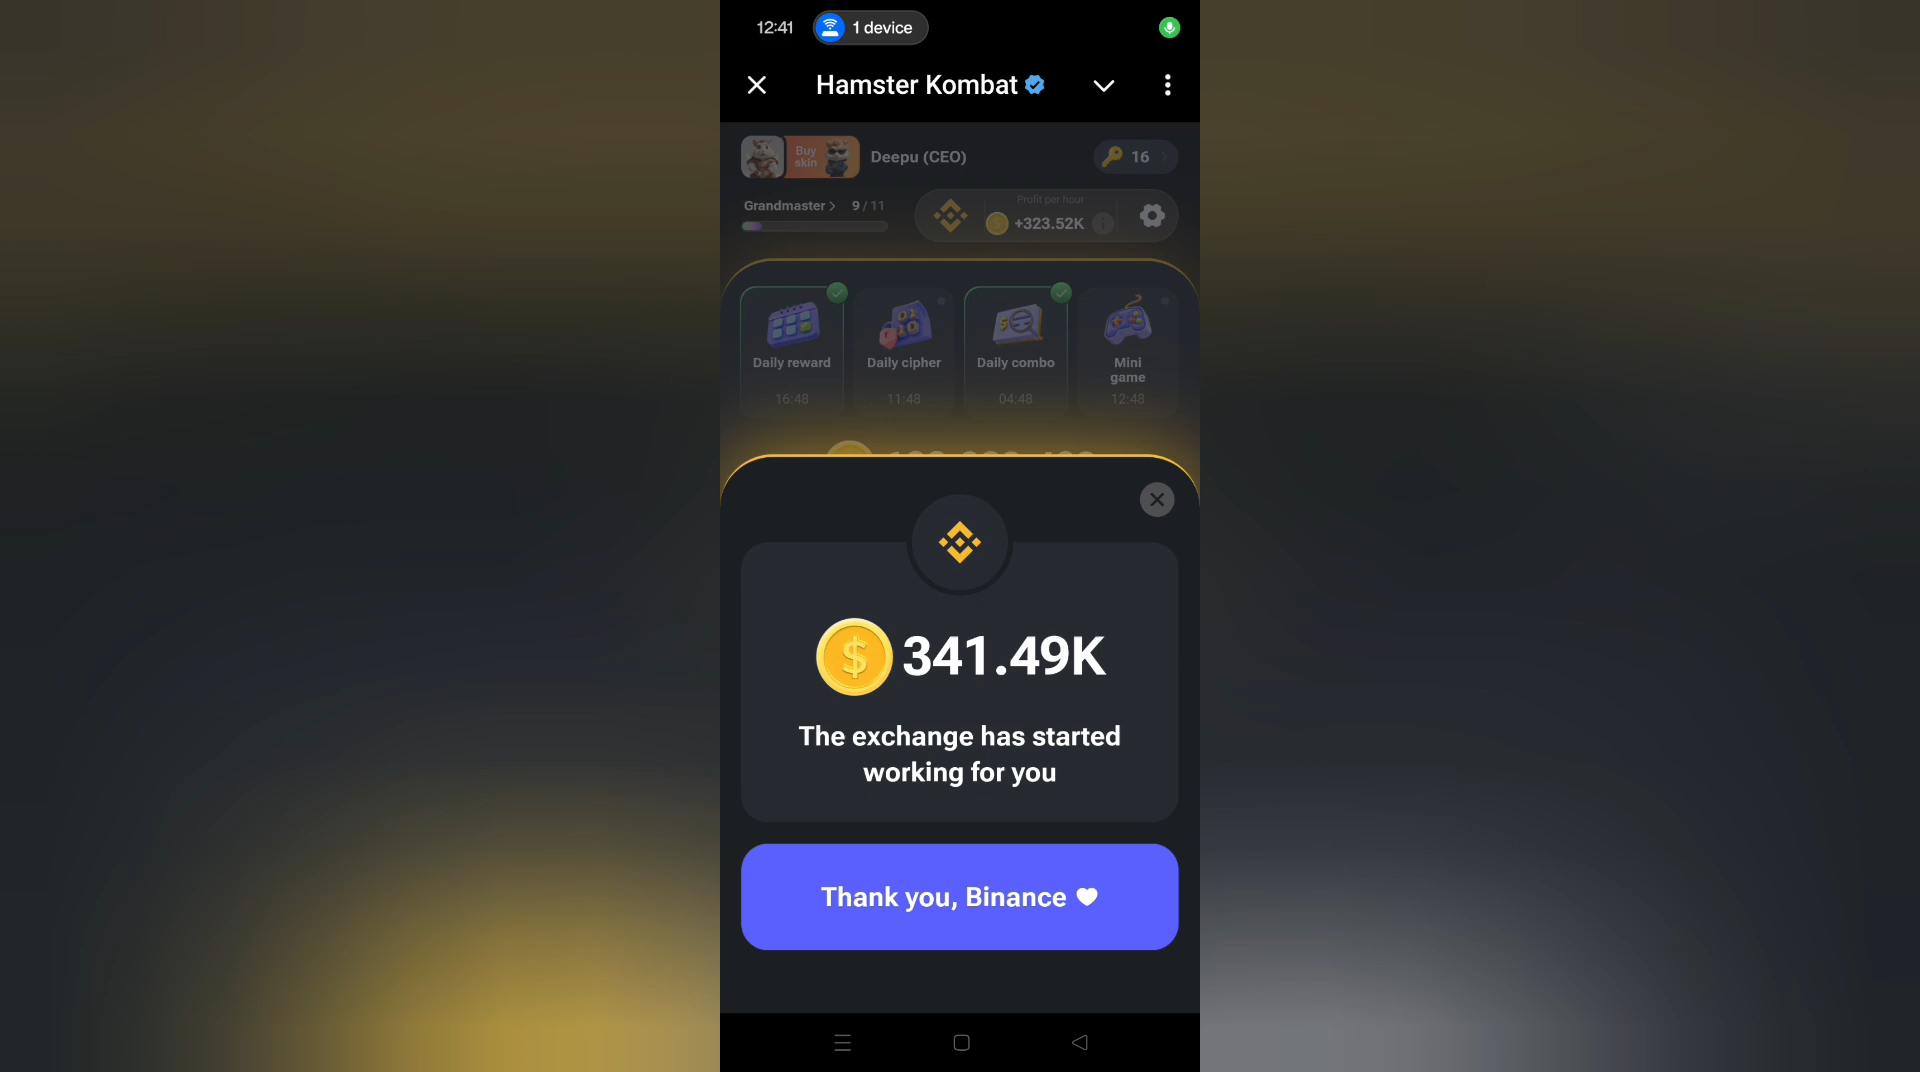 12:41
1 device
Hamster Kombat
Buy
skin
Deepu (CEO)
16
Grandmaster >
9 / 11
Profit per hour
+323.52K
Daily reward
16:48
Daily cipher
11:48
Daily combo
04:48
Mini
game
12:48
341.49K
The exchange has started
working for you
Thank you, Binance